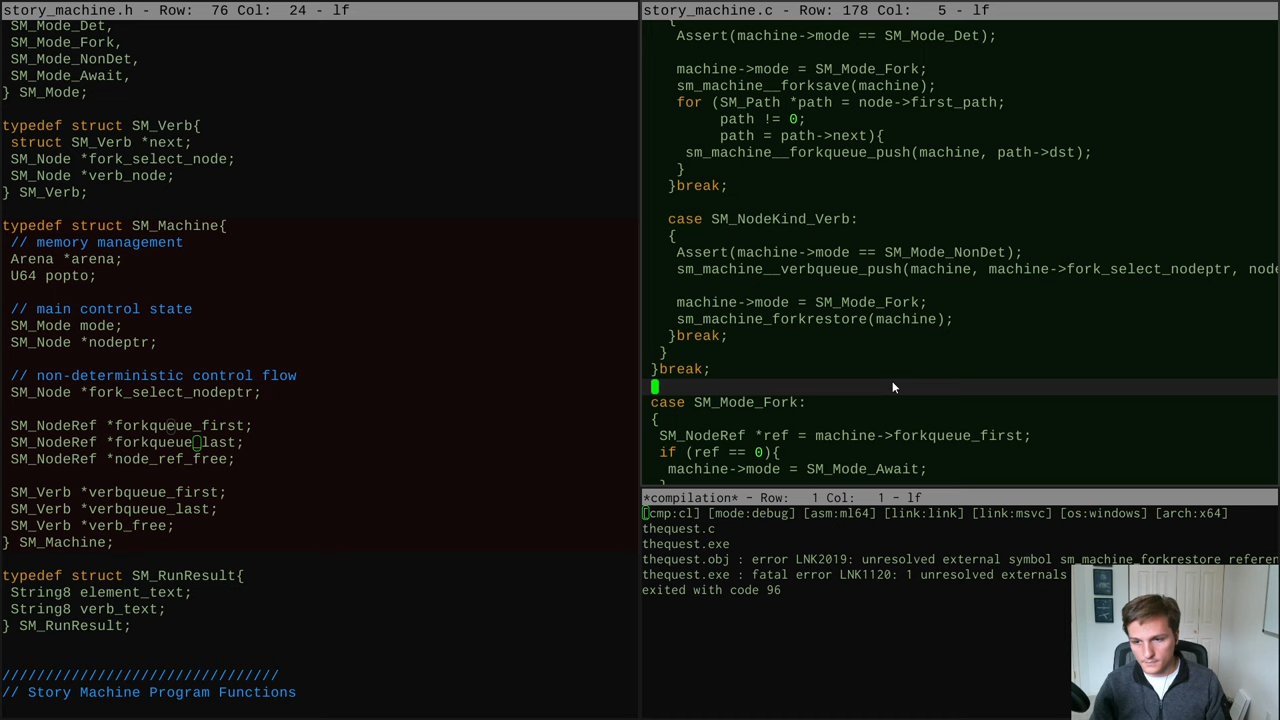 story_machine.h - Row:  76 Col:  24 - lf
SM_Mode_Det,
SM_Mode_Fork,
SM_Mode_NonDet,
SM_Mode_Await,
} SM_Mode;
typedef struct SM_Verb{
struct SM_Verb *next;
SM_Node *fork_select_node;
SM_Node *verb_node;
} SM_Verb;
typedef struct SM_Machine{
// memory management
Arena *arena;
U64 popto;
// main control state
SM_Mode mode;
SM_Node *nodeptr;
// non-deterministic control flow
SM_Node *fork_select_nodeptr;
SM_NodeRef *forkqueue_first;
SM_NodeRef *forkqueue_last;
SM_NodeRef *node_ref_free;
SM_Verb *verbqueue_first;
SM_Verb *verbqueue_last;
SM_Verb *verb_free;
} SM_Machine;
typedef struct SM_RunResult{
String8 element_text;
String8 verb_text;
} SM_RunResult;
////////////////////////////////
// Story Machine Program Functions
story_machine.c - Row: 178 Col:   5 - lf
{
Assert(machine->mode == SM_Mode_Det);
machine->mode = SM_Mode_Fork;
sm_machine__forksave(machine);
for (SM_Path *path = node->first_path;
path != 0;
path = path->next){
sm_machine__forkqueue_push(machine, path->dst);
}
}break;
case SM_NodeKind_Verb:
{
Assert(machine->mode == SM_Mode_NonDet);
sm_machine__verbqueue_push(machine, machine->fork_select_nodeptr, node
machine->mode = SM_Mode_Fork;
sm_machine_forkrestore(machine);
}break;
}
}break;
case SM_Mode_Fork:
{
SM_NodeRef *ref = machine->forkqueue_first;
if (ref == 0){
machine->mode = SM_Mode_Await;
}
*compilation* - Row:   1 Col:   1 - lf
[cmp:cl] [mode:debug] [asm:ml64] [link:link] [link:msvc] [os:windows] [arch:x64]
thequest.c
thequest.exe
thequest.obj : error LNK2019: unresolved external symbol sm_machine_forkrestore referen
thequest.exe : fatal error LNK1120: 1 unresolved externals
exited with code 96